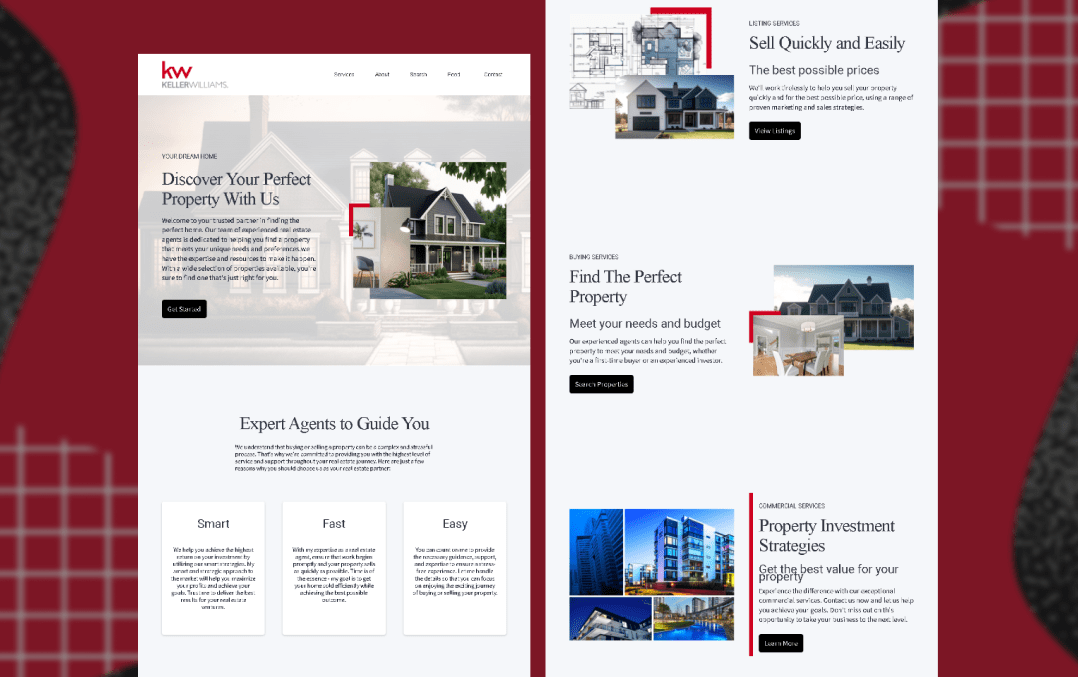 kw
KELLERWILLIAMS.
Services About Search Feed Contact
YOUR DREAM HOME
Discover Your Perfect
Property With Us
Welcome to your trusted partner in finding the
perfect home. Our team of experienced real estate
agents is dedicated to helping you find a property
that meets your unique needs and preferences.we
have the expertise and resources to make it happen.
With a wide selection of properties available, you're
sure to find one that's just right for you.
Get Started
Expert Agents to Guide You
We understand that buying or selling a property can be a complex and stressful
process. That's why we're committed to providing you with the highest level of
service and support throughout your real estate journey. Here are just a few
reasons why you should choose us as your real estate partner:
Smart
We help you achieve the highest
return on your investment by
utilizing our smart strategies. My
smart and strategic approach to
the market will help you maximize
your profits and achieve your
goals. Trust me to deliver the best
results for your real estate
ventures.
Fast
With my expertise as a real estate
agent, ensure that work begins
promptly and your property sells
as quickly as possible. Time is of
the essence - my goal is to get
your home sold efficiently while
achieving the best possible
outcome.
Easy
You can count on me to provide
the necessary guidance, support,
and expertise to ensure a stress-
free experience. Let me handle
the details so that you can focus
on enjoying the exciting journey
of buying or selling your property.
LISTING SERVICES
Sell Quickly and Easily
The best possible prices
We'll work tirelessly to help you sell your property
quickly and for the best possible price, using a range of
proven marketing and sales strategies.
View Listings
BUYING SERVICES
Find The Perfect
Property
Meet your needs and budget
Our experienced agents can help you find the perfect
property to meet your needs and budget, whether
you're a first-time buyer or an experienced investor.
Search Properties
COMMERCIAL SERVICES
Property Investment
Strategies
Get the best value for your
property
Experience the difference with our exceptional
commercial services. Contact us now and let us help
you achieve your goals. Don't miss out on this
opportunity to take your business to the next level.
Learn More